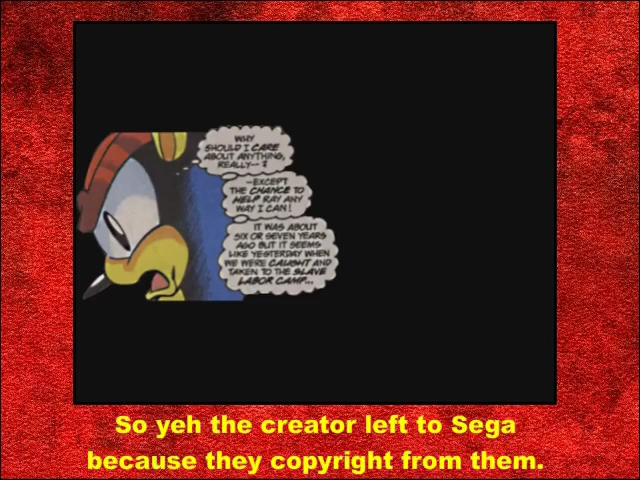 WHY
SHOULD I CARE
ABOUT ANYTHING,
REALLY--?
--EXCEPT
THE CHANCE TO
HELP RAY ANY
WAY I CAN!
IT WAS ABOUT
SIX OR SEVEN YEARS
AGO BUT IT SEEMS
LIKE YESTERDAY WHEN
WE WERE CAUGHT AND
TAKEN TO THE SLAVE
LABOR CAMP...
So yeh the creator left to Sega
because they copyright from them.